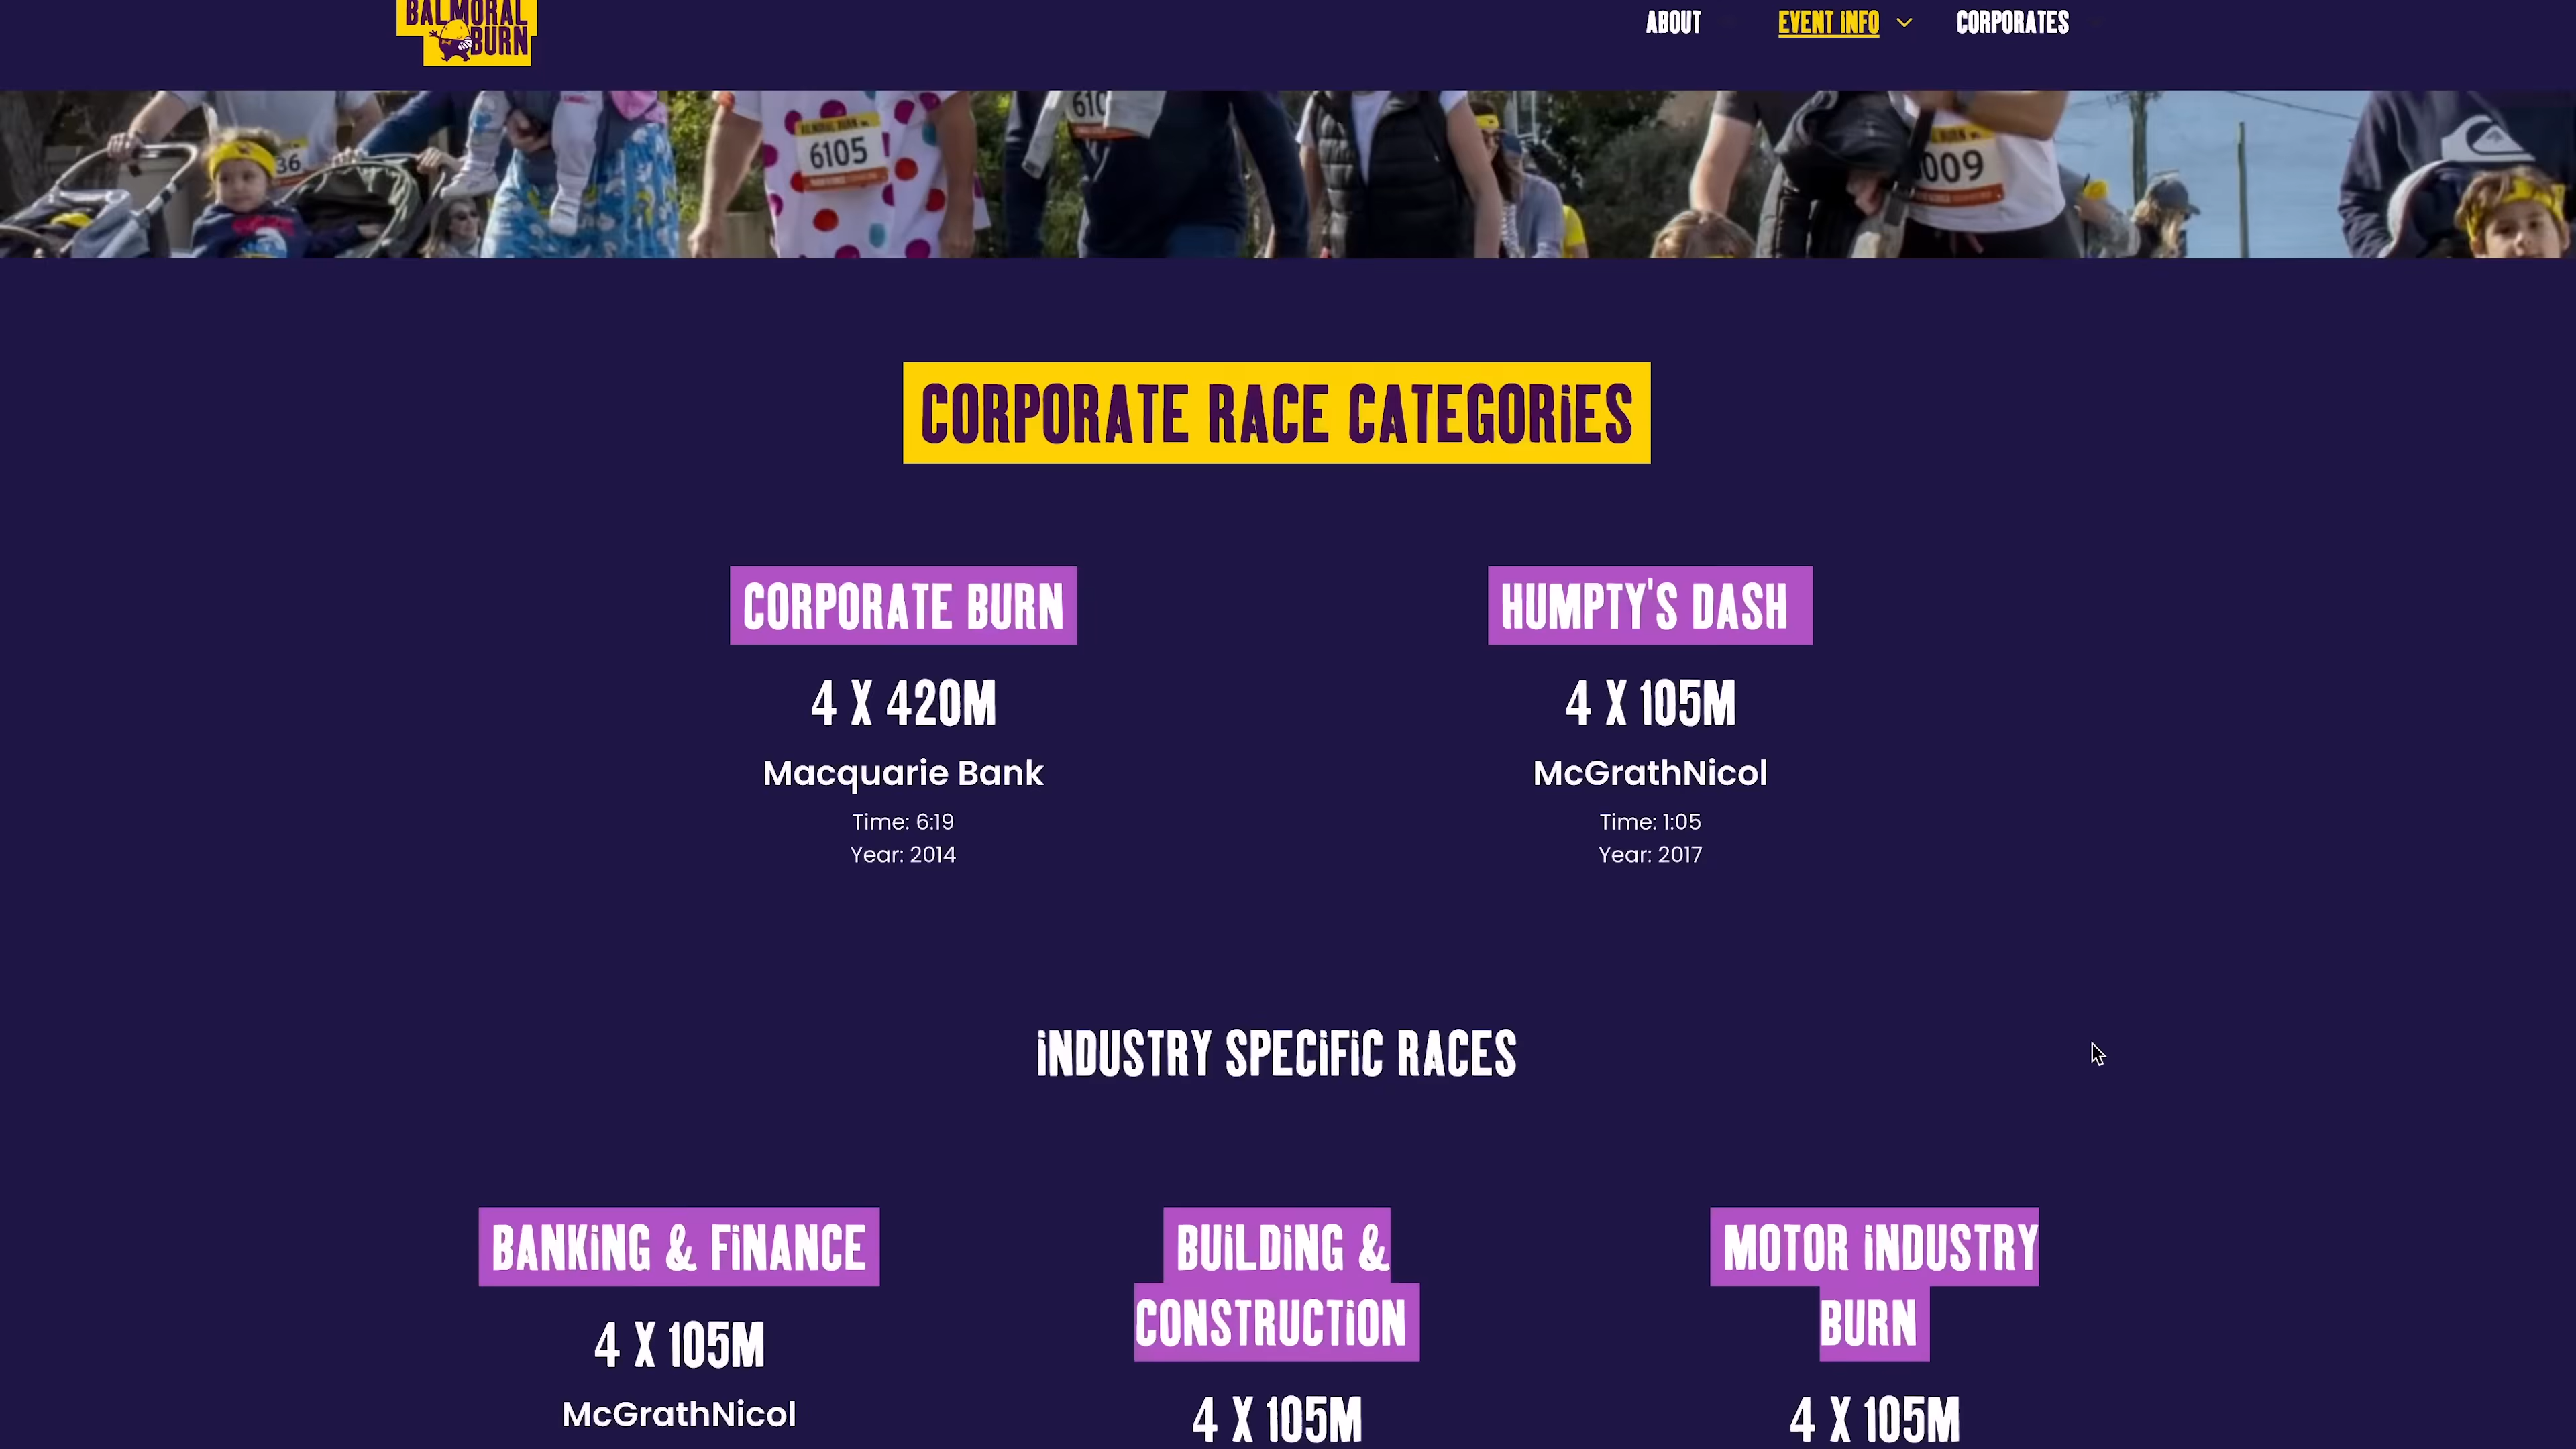 BALMORAL
BURN
ABOUT
EVENT INFO
CORPORATES
36
6105
610
009
CORPORATE RACE CATEGORIES
CORPORATE BURN
4 X 420M
Macquarie Bank
Time: 6:19
Year: 2014
HUMPTY'S DASH
4 X 105M
McGrathNicol
Time: 1:05
Year: 2017
INDUSTRY SPECIFIC RACES
BANKING & FINANCE
4 X 105M
McGrathNicol
BUILDING &
CONSTRUCTION
4 X 105M
MOTOR INDUSTRY
BURN
4 X 105M